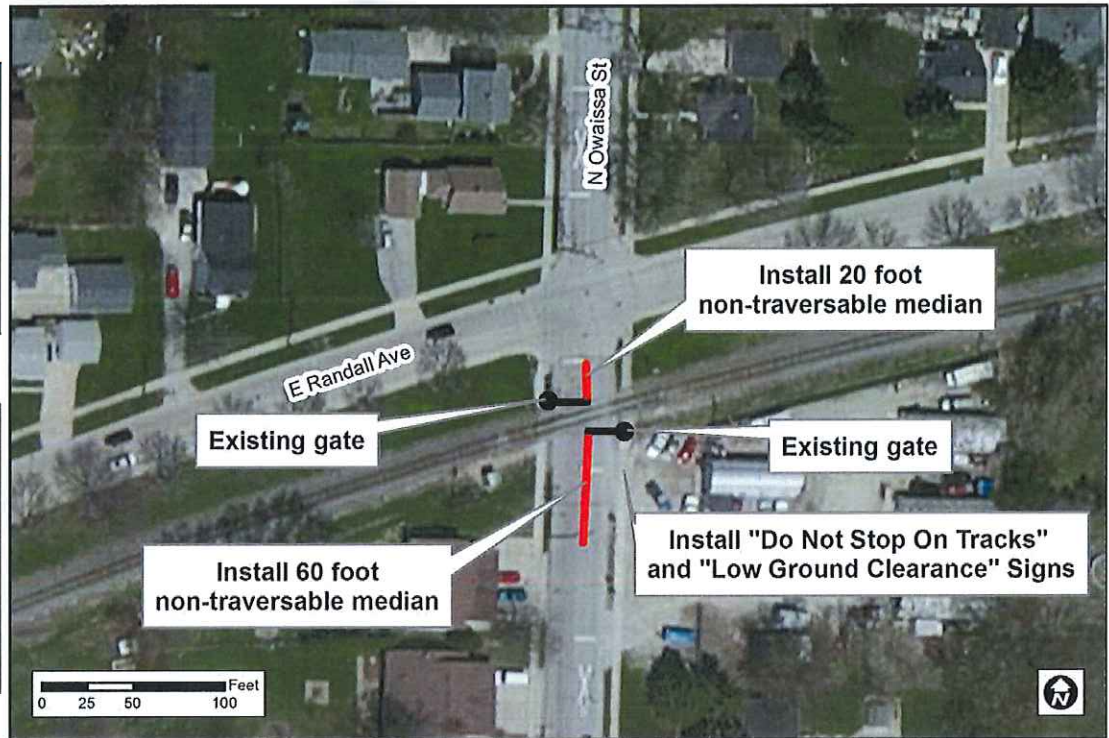 N Owaissa St
Install 20 foot
non-traversable median
E Randall Ave
Existing gate
Existing gate
Install 60 foot
non-traversable median
Install "Do Not Stop On Tracks"
and "Low Ground Clearance" Signs
Feet
0 25 50 100
N